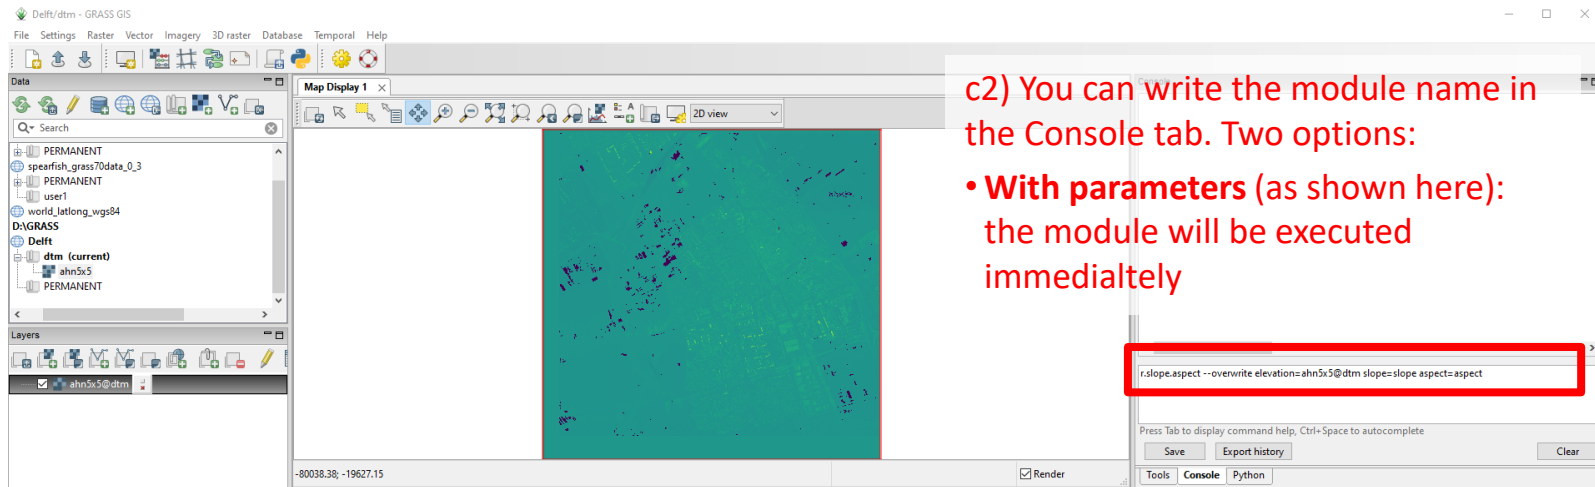 Delft/dtm - GRASS GIS
File Settings Raster Vector Imagery 3D raster Database Temporal Help
Data
Search
PERMANENT
spearfish_grass70data_0_3
PERMANENT
user1
world_latlong_wgs84
D:\GRASS
Delft
dtm (current)
ahn5x5
PERMANENT
Layers
ahn5x5@dtm
Map Display 1
2D view
-80038.38; -19627.15
Render
Console
c2) You can write the module name in
the Console tab. Two options:
• With parameters (as shown here):
the module will be executed
immedialtely
r.slope.aspect --overwrite elevation=ahn5x5@dtm slope=slope aspect=aspect
Press Tab to display command help, Ctrl+Space to autocomplete
Save Export history Clear
Tools Console Python